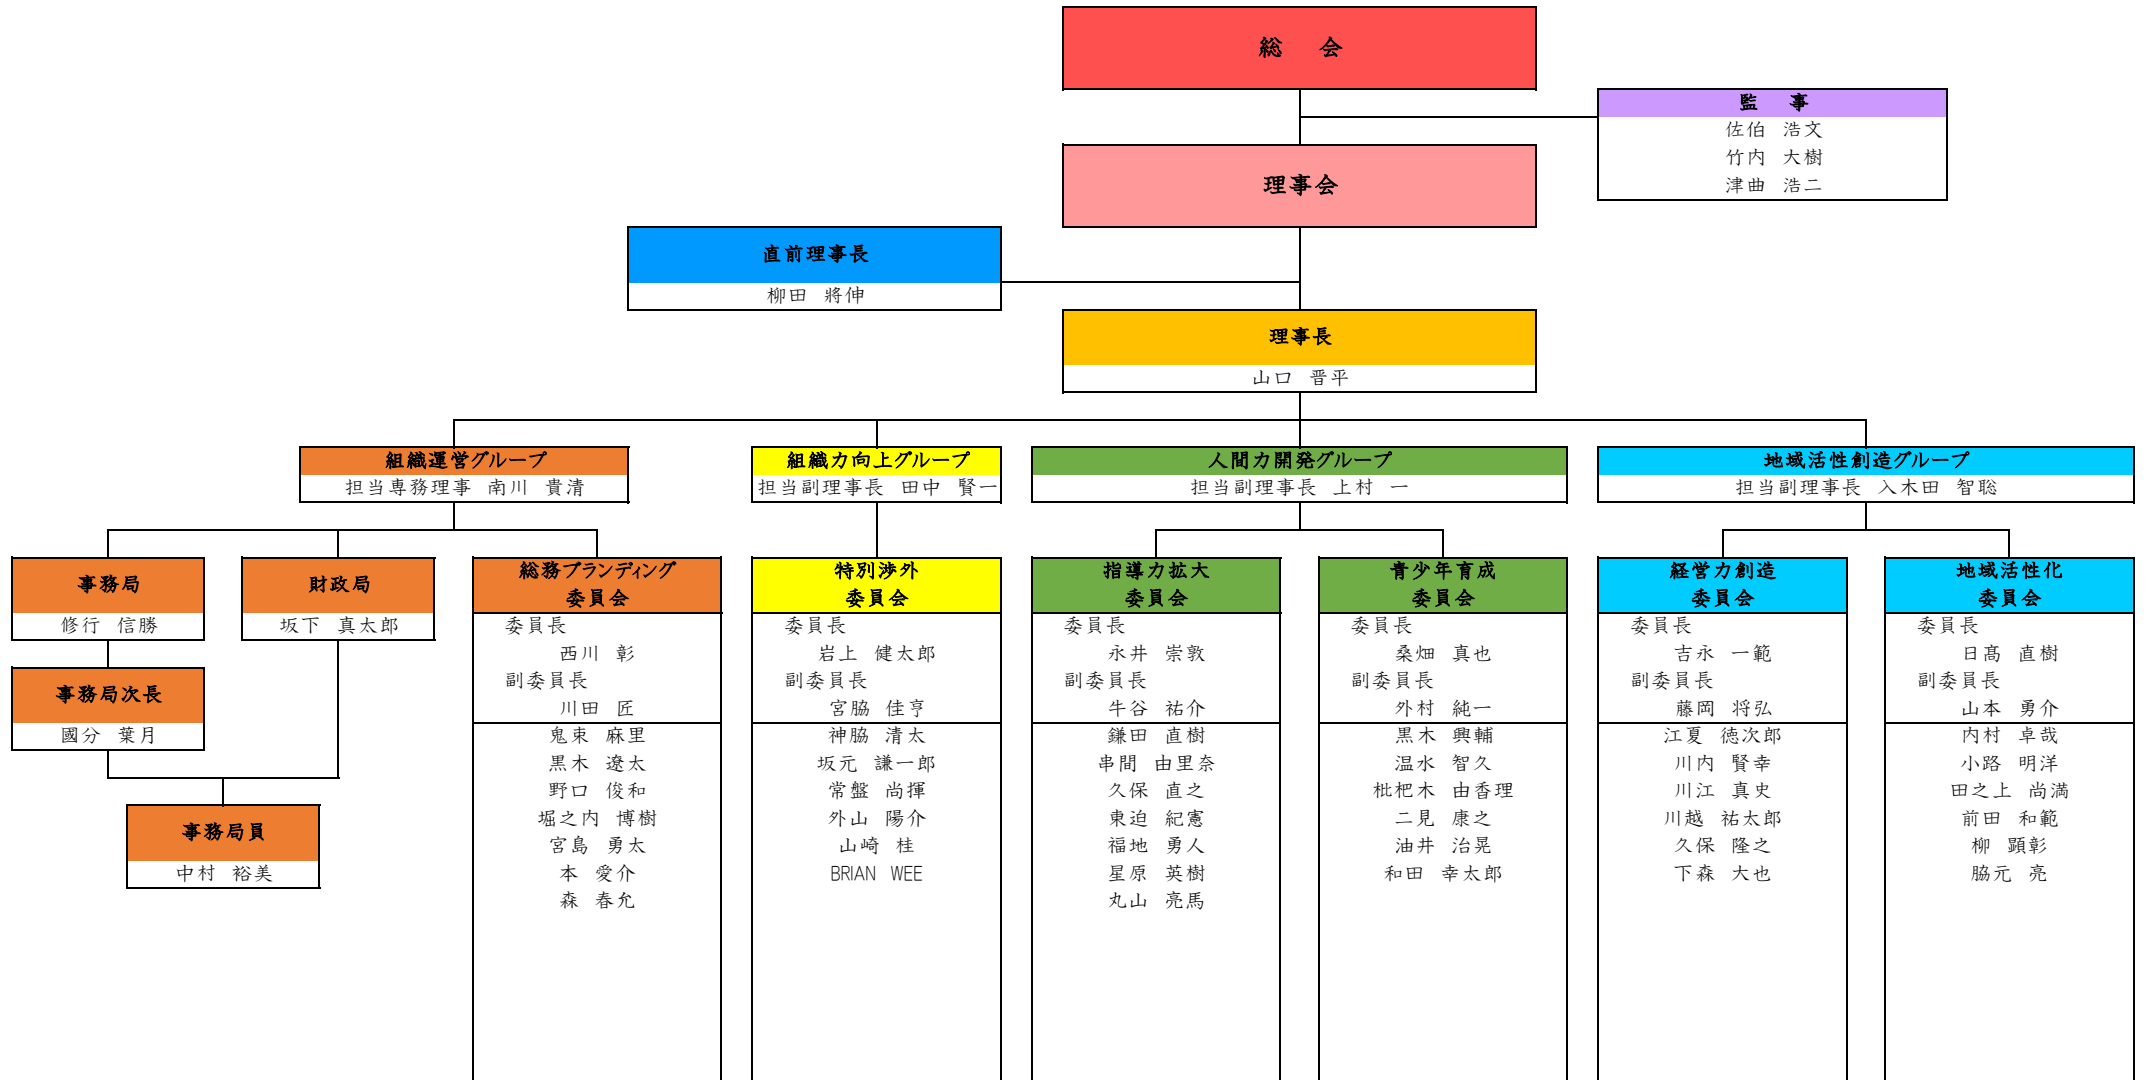 総　会
監　事
佐伯　浩文
竹内　大樹
津曲　浩二
理事会
直前理事長
柳田　將伸
理事長
山口　晋平
組織運営グループ
担当専務理事 南川　貴清
組織力向上グループ
担当副理事長 田中　賢一
人間力開発グループ
担当副理事長 上村　一
地域活性創造グループ
担当副理事長 入木田 智聡
事務局
修行 信勝
事務局次長
國分 葉月
財政局
坂下 真太郎
事務局員
中村 裕美
総務ブランディング
委員会
委員長
西川 彰
副委員長
川田 匠
鬼束 麻里
黒木 遼太
野口 俊和
堀之内 博樹
宮島 勇太
本 愛介
森 春允
特別渉外
委員会
委員長
岩上 健太郎
副委員長
宮脇 佳亨
神脇 清太
坂元 謙一郎
常盤 尚揮
外山 陽介
山崎 桂
BRIAN WEE
指導力拡大
委員会
委員長
永井 崇敦
副委員長
牛谷 祐介
鎌田 直樹
串間 由里奈
久保 直之
東迫 紀憲
福地 勇人
星原 英樹
丸山 亮馬
青少年育成
委員会
委員長
桑畑 真也
副委員長
外村 純一
黒木 興輔
温水 智久
枇杷木 由香理
二見 康之
油井 治晃
和田 幸太郎
経営力創造
委員会
委員長
吉永 一範
副委員長
藤岡 将弘
江夏 徳次郎
川内 賢幸
川江 真史
川越 祐太郎
久保 隆之
下森 大也
地域活性化
委員会
委員長
日髙 直樹
副委員長
山本 勇介
内村 卓哉
小路 明洋
田之上 尚満
前田 和範
柳 顕彰
脇元 亮